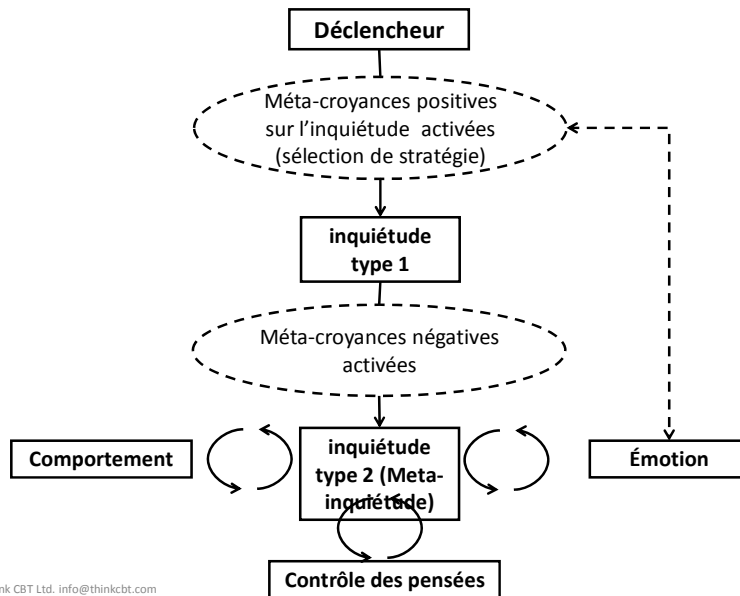 Déclencheur
Méta-croyances positives
sur l'inquiétude activées
(sélection de stratégie)
inquiétude
type 1
Méta-croyances négatives
activées
Comportement
inquiétude
type 2 (Meta-
inquiétude)
Émotion
Contrôle des pensées
CBT Ltd. info@thinkcbt.com